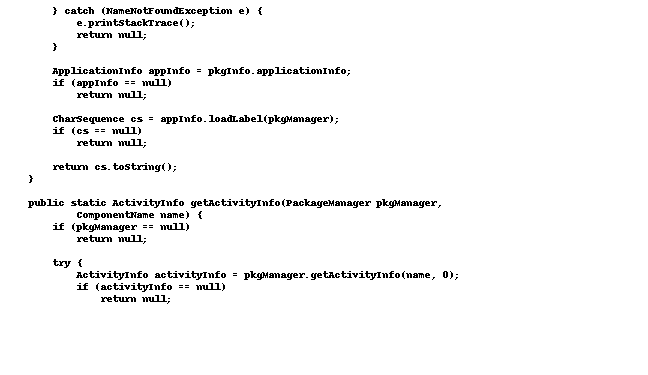 } catch (NameNotFoundException e) {
e.printStackTrace();
return null;
}
ApplicationInfo appInfo = pkgInfo.applicationInfo;
if (appInfo == null)
return null;
CharSequence cs = appInfo.loadLabel(pkgManager);
if (cs == null)
return null;
return cs.toString();
}
public static ActivityInfo getActivityInfo(PackageManager pkgManager,
ComponentName name) {
if (pkgManager == null)
return null;
try {
ActivityInfo activityInfo = pkgManager.getActivityInfo(name, 0);
if (activityInfo == null)
return null;